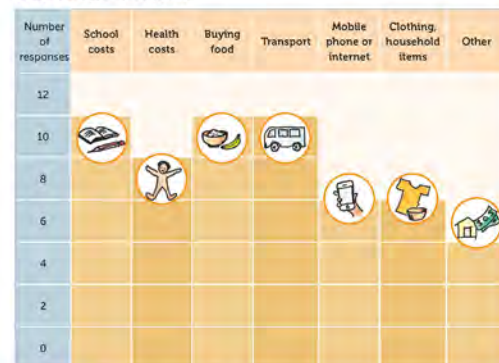 Number of responses
School costs
Health costs
Buying food
Transport
Mobile phone or internet
Clothing, household items
Other
12
10
8
6
4
2
0